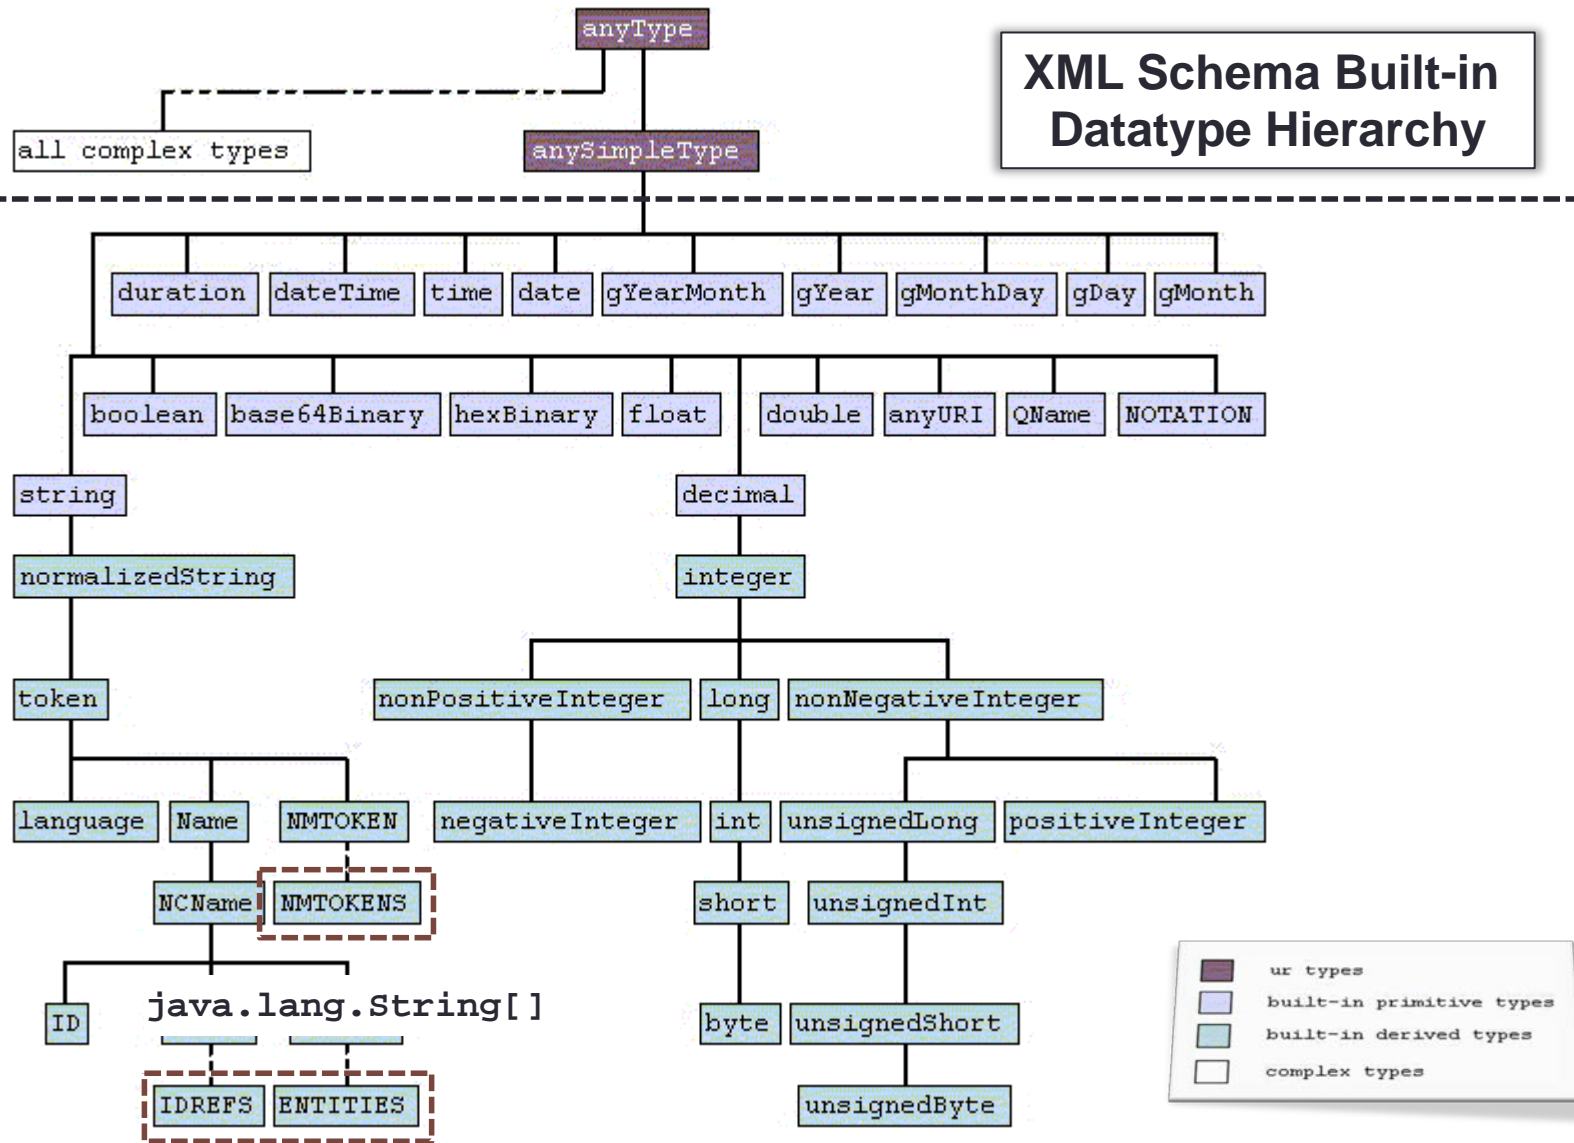 anyType
XML Schema Built-in
Datatype Hierarchy
all complex types
anySimpleType
duration dateTime time date gYearMonth gYear gMonthDay gDay gMonth
boolean base64Binary hexBinary float double anyURI QName NOTATION
string decimal
normalizedString integer
token nonPositiveInteger long nonNegativeInteger
language Name NMTOKEN negativeInteger int unsignedLong positiveInteger
NCName NMTOKENS short unsignedInt
ur types
built-in primitive types
built-in derived types
complex types
java.lang.String[]
ID byte unsignedShort
IDREFS ENTITIES unsignedByte